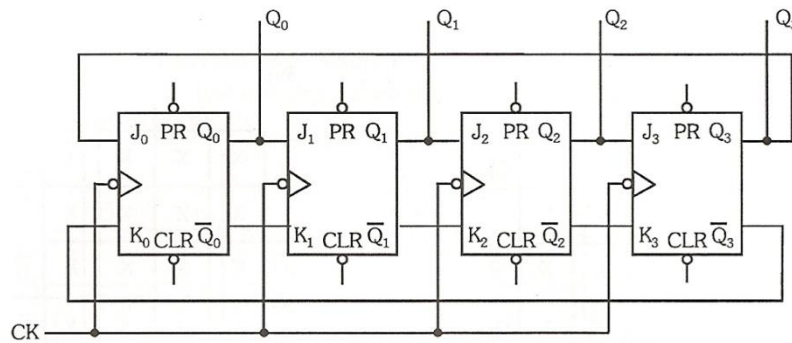 Q₀ Q₁ Q₂ Q
J₀ PR Q₀ J₁ PR Q₁ J₂ PR Q₂ J₃ PR Q₃
K₀ CLR Q̅₀ K₁ CLR Q̅₁ K₂ CLR Q̅₂ K₃ CLR Q̅₃
CK